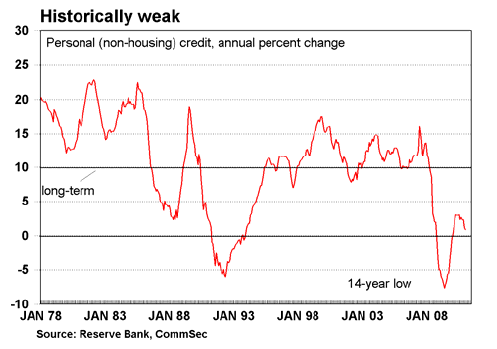 Historically weak
30
Personal (non-housing) credit, annual percent change
25
20
15
10
long-term
5
0
-5
14-year low
-10
JAN 78 JAN 83 JAN 88 JAN 93 JAN 98 JAN 03 JAN 08
Source: Reserve Bank, CommSec